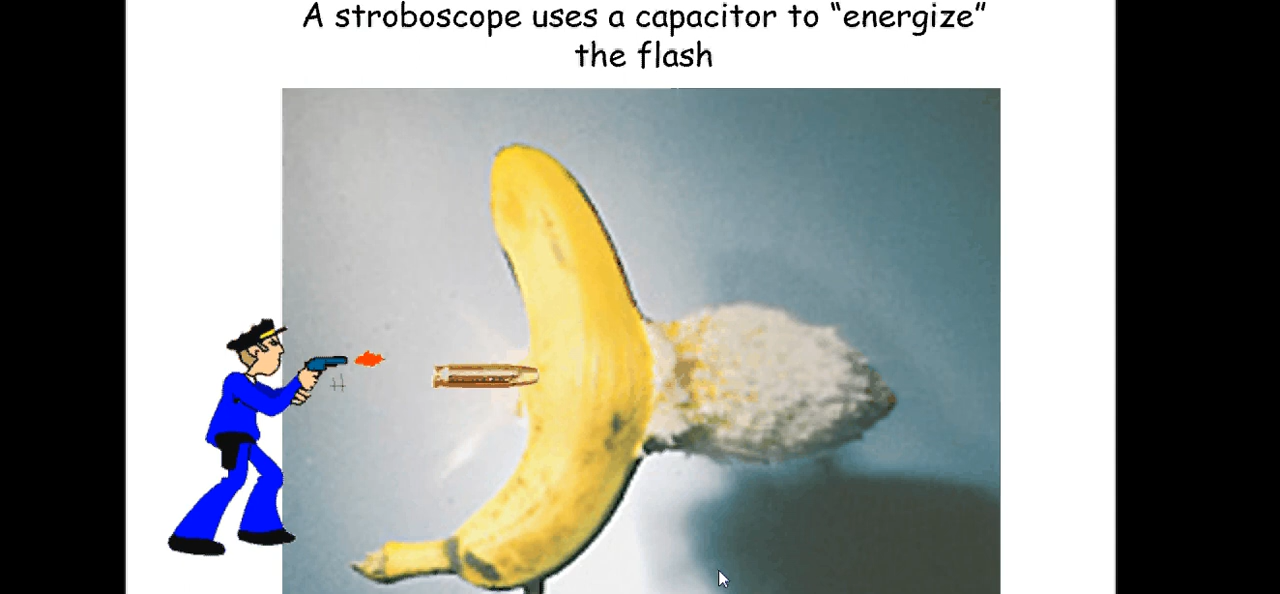 A stroboscope uses a capacitor to “energize”
the flash